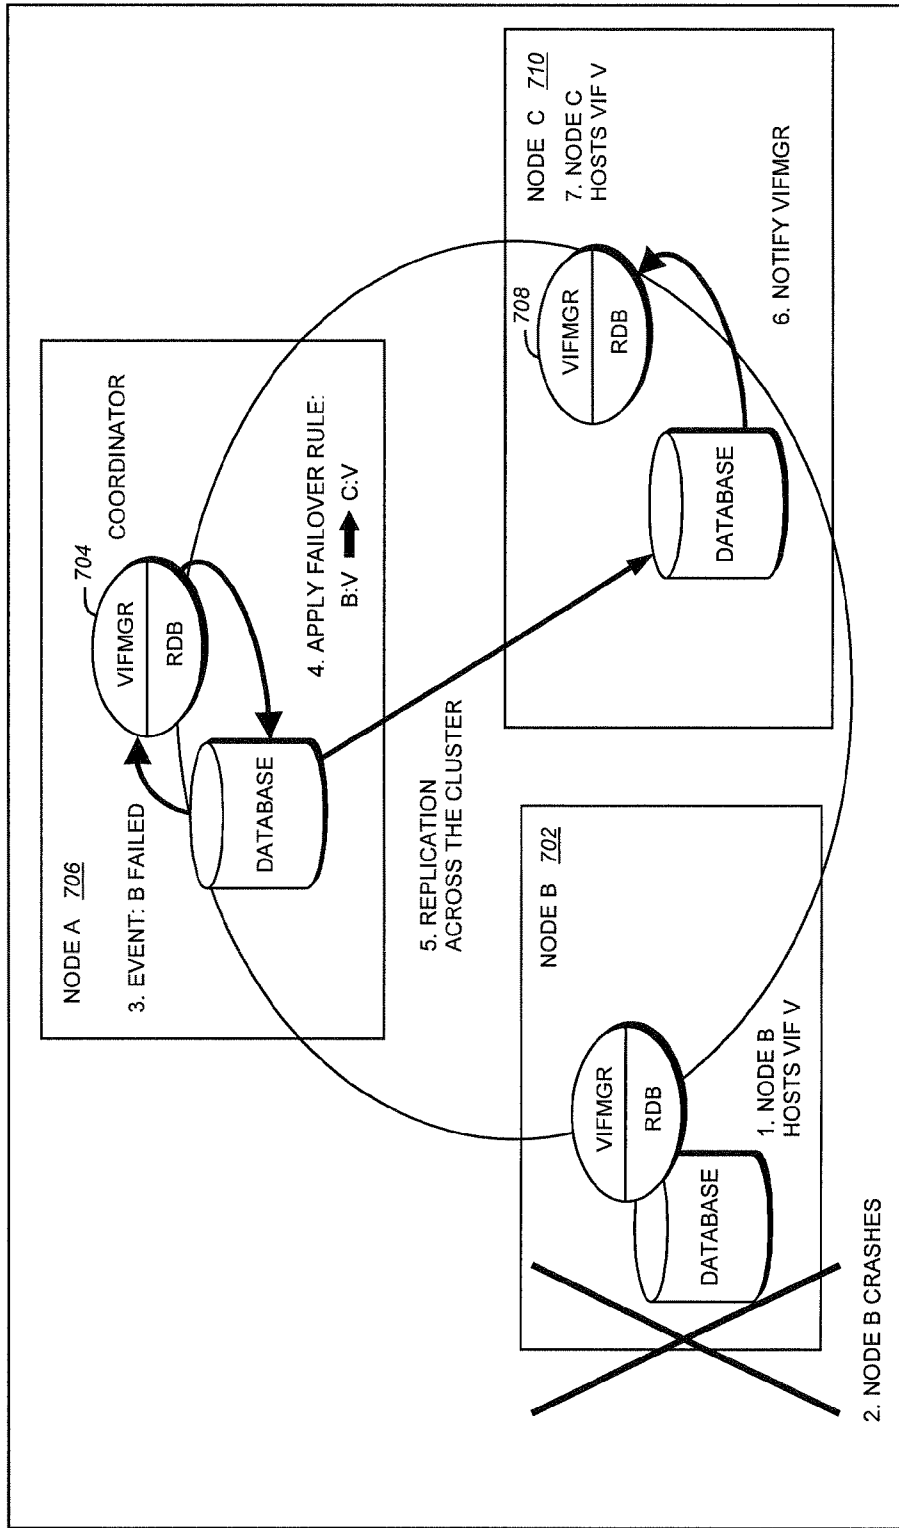 NODE A 706
3. EVENT: B FAILED
VIFMGR
RDB
704
COORDINATOR
DATABASE
4. APPLY FAILOVER RULE:
B:V C:V
5. REPLICATION
ACROSS THE CLUSTER
NODE B 702
VIFMGR
RDB
DATABASE
1. NODE B
HOSTS VIF V
2. NODE B CRASHES
NODE C 710
7. NODE C
HOSTS VIF V
708
VIFMGR
RDB
DATABASE
6. NOTIFY VIFMGR